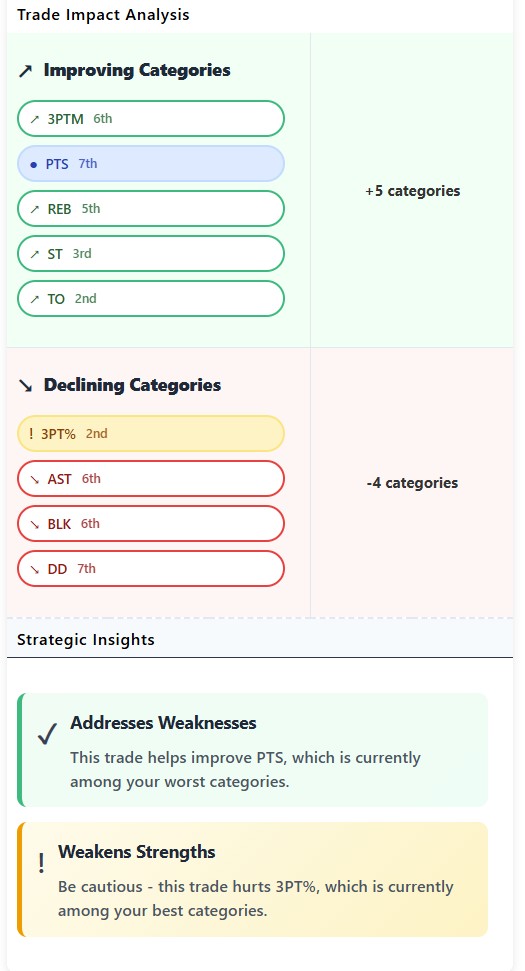 Trade Impact Analysis
↗ Improving Categories
↗ 3PTM 6th
● PTS 7th
↗ REB 5th
↗ ST 3rd
↗ TO 2nd
+5 categories
↘ Declining Categories
! 3PT% 2nd
↘ AST 6th
↘ BLK 6th
↘ DD 7th
-4 categories
Strategic Insights
✓ Addresses Weaknesses
This trade helps improve PTS, which is currently
among your worst categories.
! Weakens Strengths
Be cautious - this trade hurts 3PT%, which is currently
among your best categories.